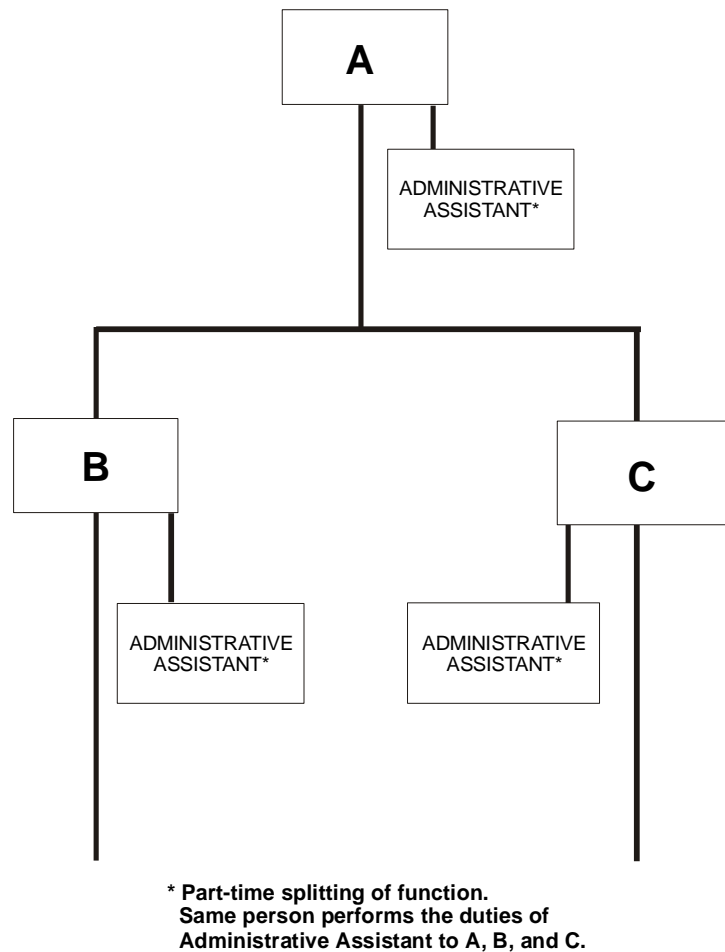 A
ADMINISTRATIVE
ASSISTANT*
B
C
ADMINISTRATIVE
ASSISTANT*
ADMINISTRATIVE
ASSISTANT*
* Part-time splitting of function.
Same person performs the duties of
Administrative Assistant to A, B, and C.